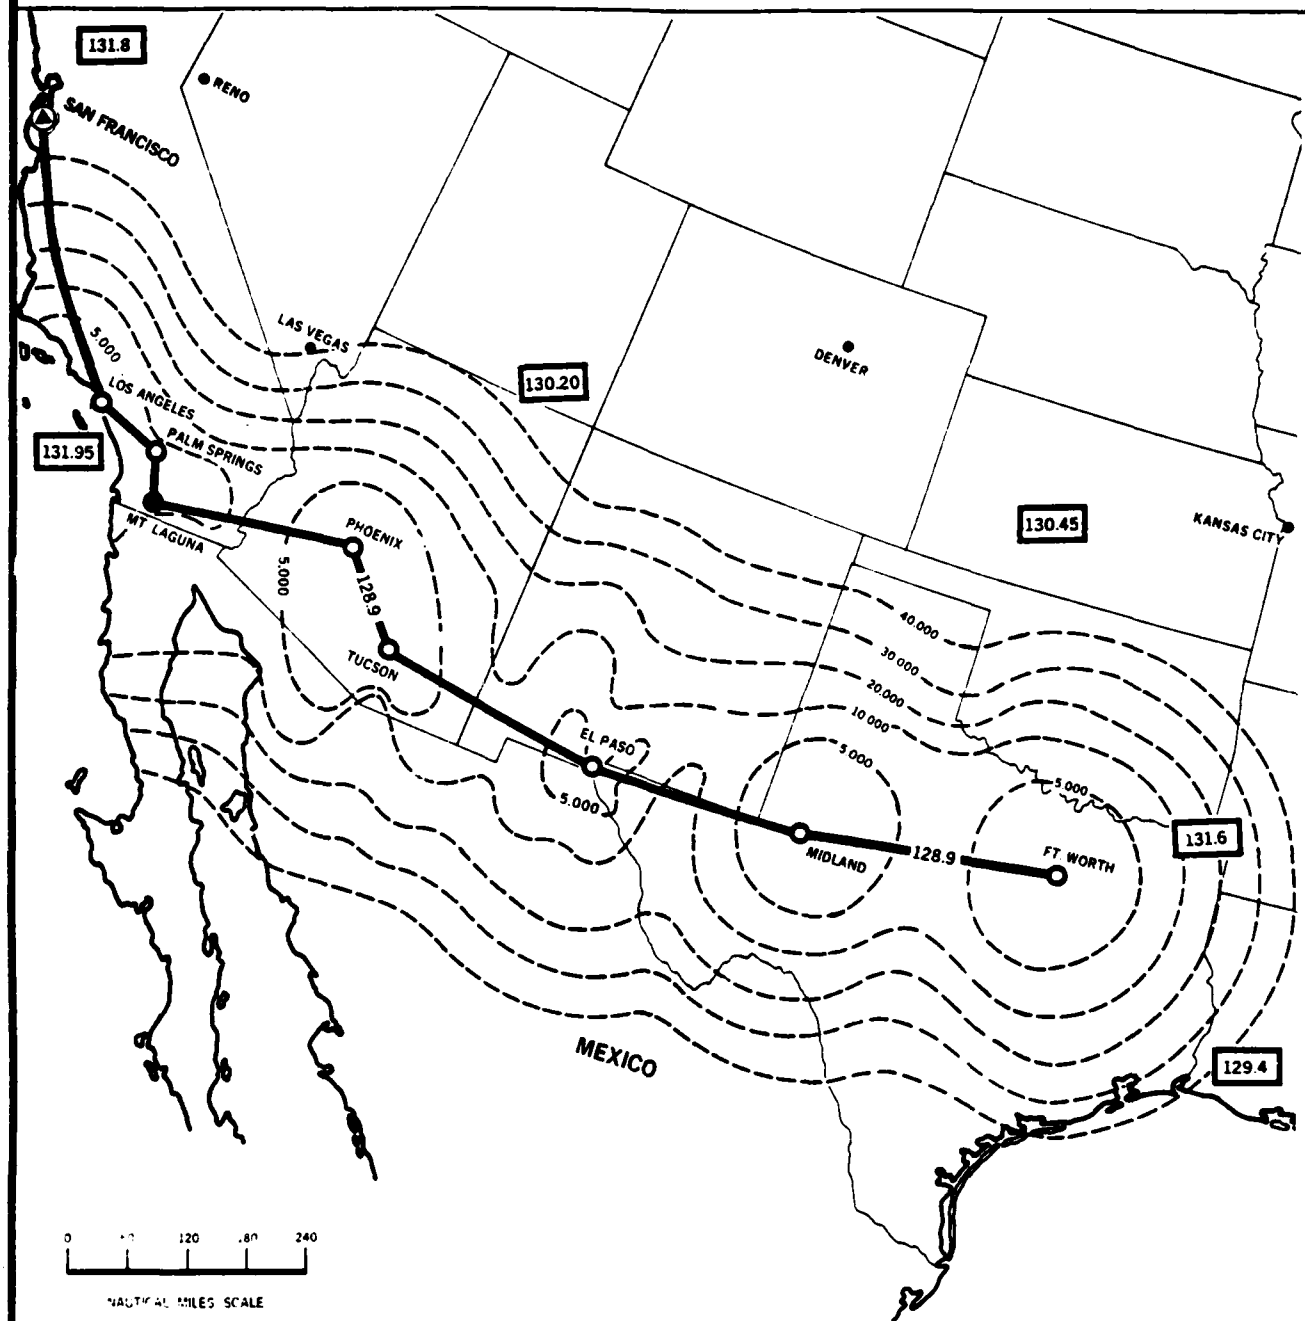 131.8
RENO
SAN FRANCISCO
LAS VEGAS
5.000
130.20
DENVER
LOS ANGELES
131.95
PALM SPRINGS
MT LAGUNA
PHOENIX
130.45
KANSAS CITY
5.000
128.9
TUCSON
40.000
30 000
20.000
10 000
EL PASO
5.000
5.000
5.000
131.6
MIDLAND
128.9
FT. WORTH
MEXICO
129.4
0 120 180 240
NAUTICAL MILES SCALE